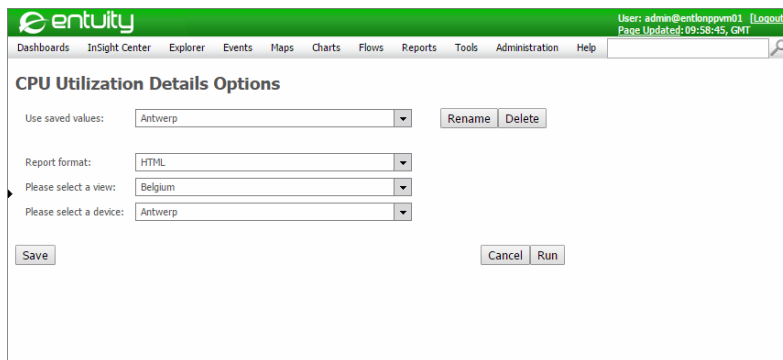 entuity
User: admin@entlonppvm01 [Logout
Page Updated: 09:58:45, GMT
Dashboards InSight Center Explorer Events Maps Charts Flows Reports Tools Administration Help
CPU Utilization Details Options
Use saved values: Antwerp Rename Delete
Report format: HTML
Please select a view: Belgium
Please select a device: Antwerp
Save Cancel Run